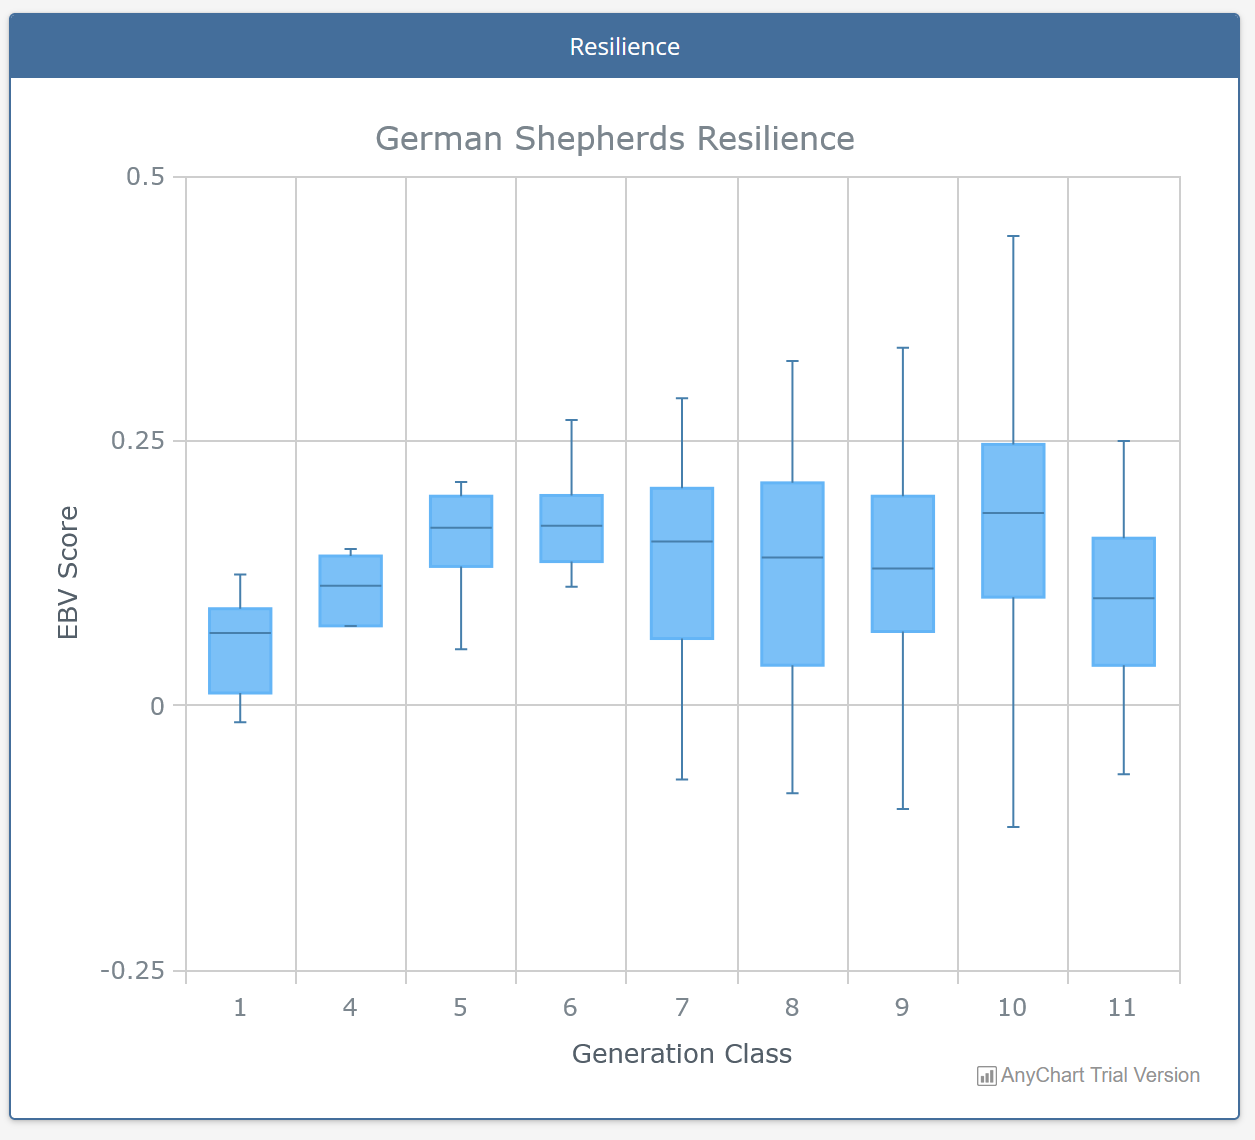 Resilience
German Shepherds Resilience
0.5
0.25
0
-0.25
EBV Score
1 4 5 6 7 8 9 10 11
Generation Class
AnyChart Trial Version